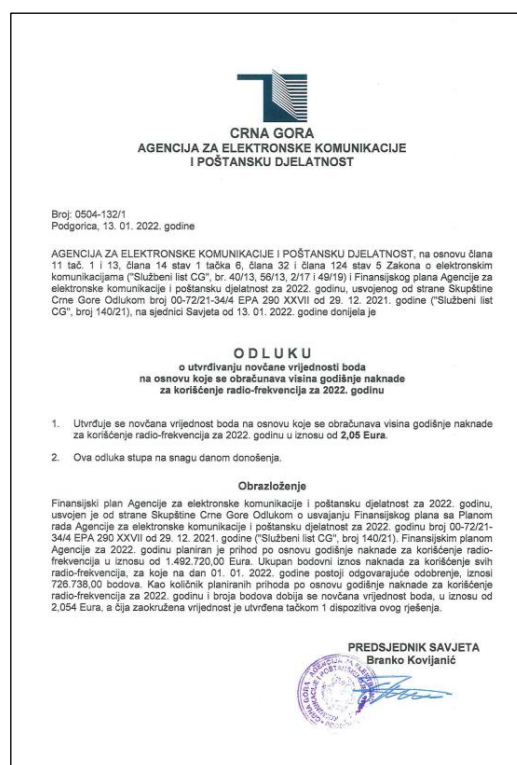 CRNA GORA
AGENCIJA ZA ELEKTRONSKE KOMUNIKACIJE
I POŠTANSKU DJELATNOST
Broj: 0504-132/1
Podgorica, 13. 01. 2022. godine
AGENCIJA ZA ELEKTRONSKE KOMUNIKACIJE I POŠTANSKU DJELATNOST, na osnovu člana
11 tač. 1 i 13, člana 14 stav 1 tačka 6, člana 32 i člana 124 stav 5 Zakona o elektronskim
komunikacijama ("Službeni list CG", br. 40/13, 56/13, 2/17 i 49/19) i Finansijskog plana Agencije za
elektronske komunikacije i poštansku djelatnost za 2022. godinu, usvojenog od strane Skupštine
Crne Gore Odlukom broj 00-72/21-34/4 EPA 290 XXVII od 29. 12. 2021. godine ("Službeni list
CG", broj 140/21), na sjednici Savjeta od 13. 01. 2022. godine donijela je
O D L U K U
o utvrđivanju novčane vrijednosti boda
na osnovu koje se obračunava visina godišnje naknade
za korišćenje radio-frekvencija za 2022. godinu
1. Utvrđuje se novčana vrijednost boda na osnovu koje se obračunava visina godišnje naknade
za korišćenje radio-frekvencija za 2022. godinu u iznosu od 2,05 Eura.
2. Ova odluka stupa na snagu danom donošenja.
Obrazloženje
Finansijski plan Agencije za elektronske komunikacije i poštansku djelatnost za 2022. godinu,
usvojen je od strane Skupštine Crne Gore Odlukom o usvajanju Finansijskog plana sa Planom
rada Agencije za elektronske komunikacije i poštansku djelatnost za 2022. godinu broj 00-72/21-
34/4 EPA 290 XXVII od 29. 12. 2021. godine ("Službeni list CG", broj 140/21). Finansijskim planom
Agencije za 2022. godinu planiran je prihod po osnovu godišnje naknade za korišćenje radio-
frekvencija u iznosu od 1.492.720,00 Eura. Ukupan bodovni iznos naknada za korišćenje svih
radio-frekvencija, za koje na dan 01. 01. 2022. godine postoji odgovarajuće odobrenje, iznosi
726.738,00 bodova. Kao količnik planiranih prihoda po osnovu godišnje naknade za korišćenje
radio-frekvencija za 2022. godinu i broja bodova dobija se novčana vrijednost boda, u iznosu od
2,054 Eura, a čija zaokružena vrijednost je utvrđena tačkom 1 dispozitiva ovog rješenja.
PREDSJEDNIK SAVJETA
Branko Kovijanić